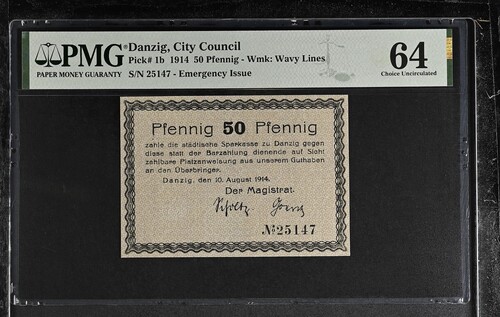 PMG
PAPER MONEY GUARANTY
Danzig, City Council
Pick# 1b 1914 50 Pfennig - Wmk: Wavy Lines
S/N 25147 - Emergency Issue
64
Choice Uncirculated
Pfennig 50 Pfennig
zahle die städtische Sparkasse zu Danzig gegen
diese statt der Barzahlung dienende auf Sicht
zahlbare Platzanweisung aus unserem Guthaben
an den Überbringer.
Danzig, den 10. August 1914.
Der Magistrat.
Scholtz
№25147